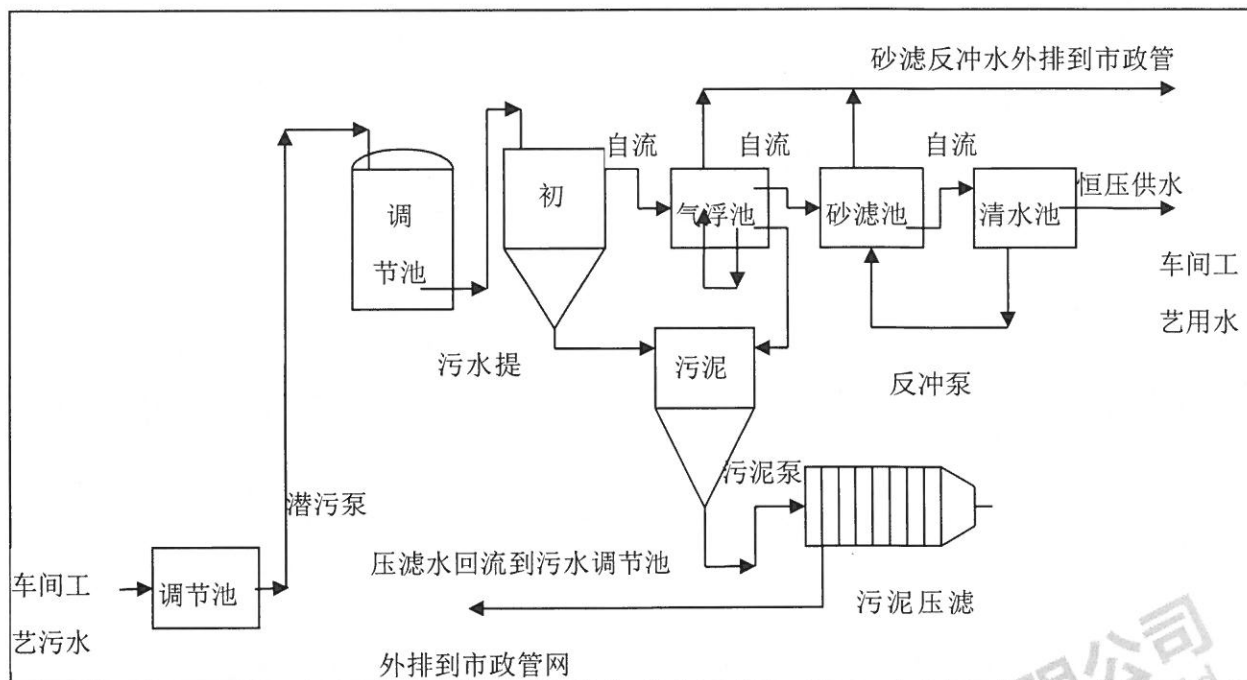 砂滤反冲水外排到市政管
自流
自流
自流
恒压供水
调
节池
初
气浮池
砂滤池
清水池
车间工
艺用水
污水提
污泥
反冲泵
污泥泵
潜污泵
压滤水回流到污水调节池
车间工
艺污水
调节池
污泥压滤
外排到市政管网
限公司